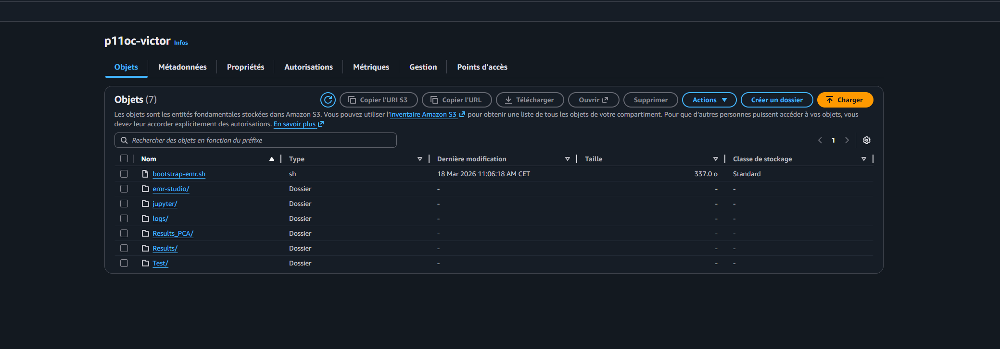 p11oc-victor Infos
Objets Métadonnées Propriétés Autorisations Métriques Gestion Points d'accès
Objets (7) Copier l'URI S3 Copier l'URL Télécharger Ouvrir Supprimer Actions Créer un dossier Charger
Les objets sont les entités fondamentales stockées dans Amazon S3. Vous pouvez utiliser l'inventaire Amazon S3 pour obtenir une liste de tous les objets de votre compartiment. Pour que d'autres personnes puissent accéder à vos objets, vous
devez leur accorder explicitement des autorisations. En savoir plus
Rechercher des objets en fonction du préfixe 1
Nom Type Dernière modification Taille Classe de stockage
bootstrap-emr.sh sh 18 Mar 2026 11:06:18 AM CET 337.0 o Standard
emr-studio/ Dossier - - -
jupyter/ Dossier - - -
logs/ Dossier - - -
Results_PCA/ Dossier - - -
Results/ Dossier - - -
Test/ Dossier - - -